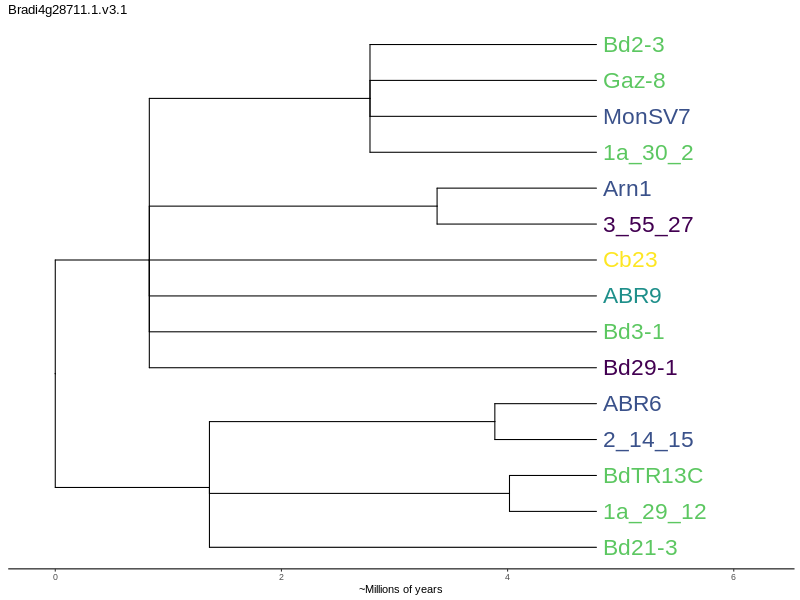 Bradi4g28711.1.v3.1
Bd2-3
Gaz-8
MonSV7
1a_30_2
Arn1
3_55_27
Cb23
ABR9
Bd3-1
Bd29-1
ABR6
2_14_15
BdTR13C
1a_29_12
Bd21-3
0 2 4 6
~Millions of years